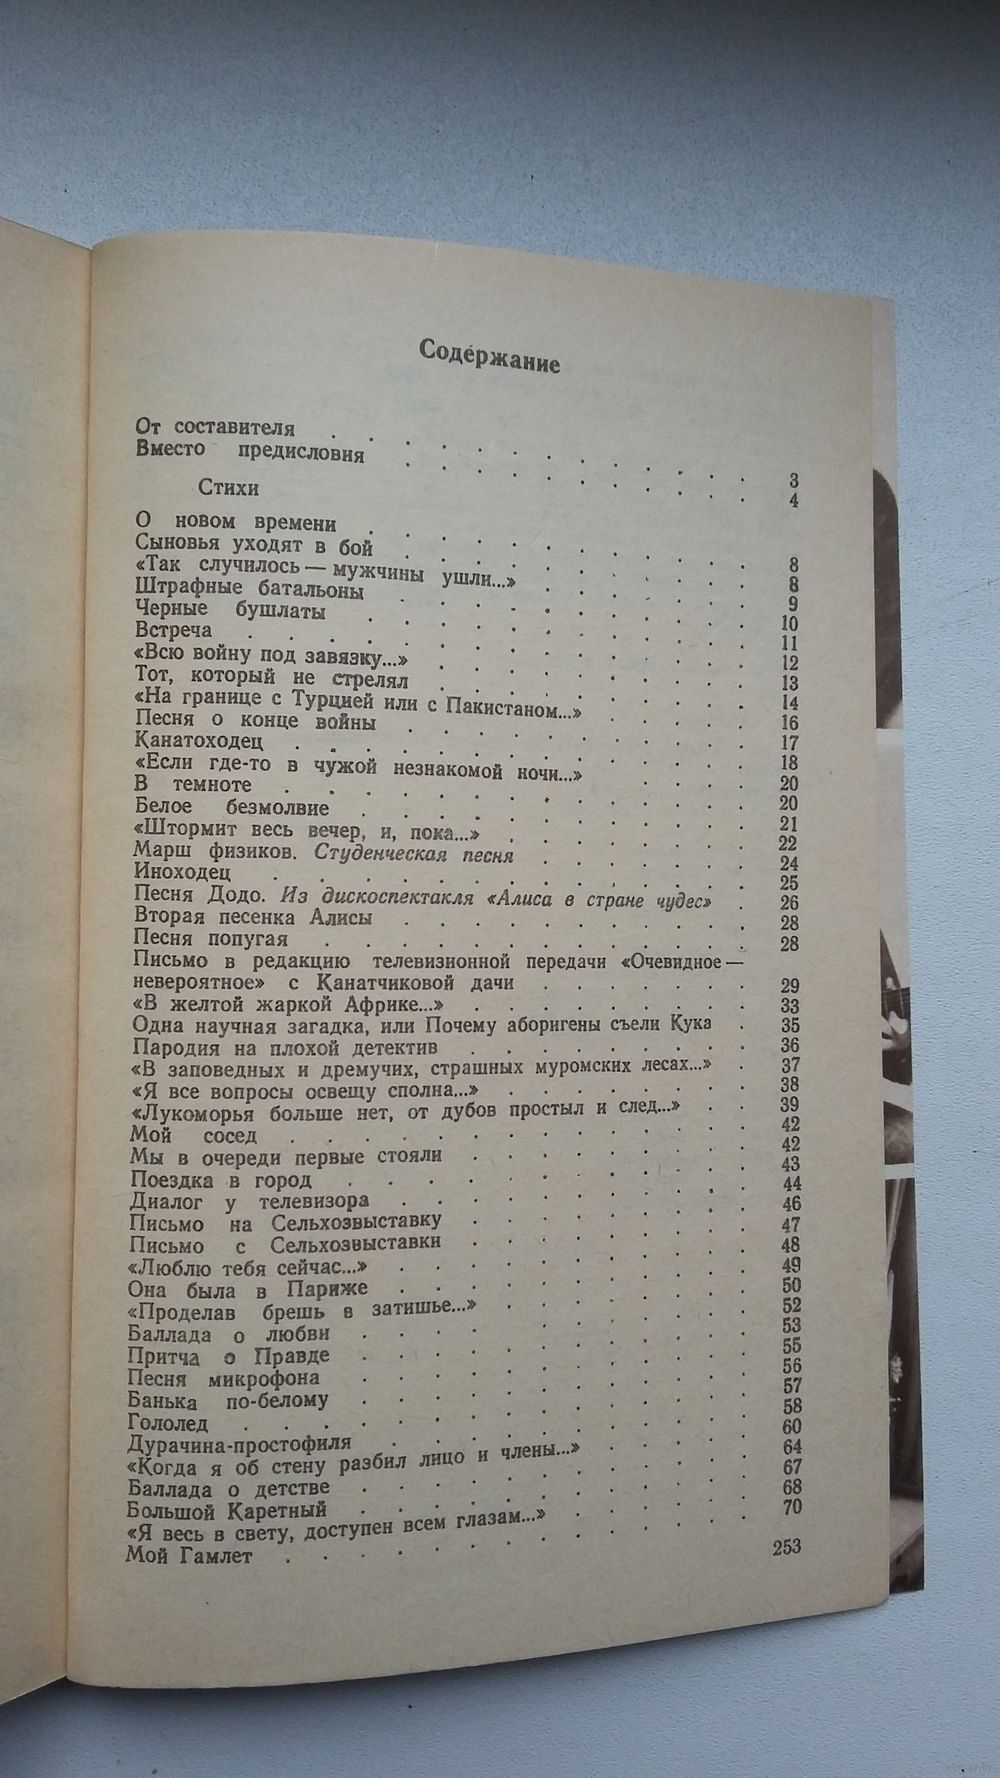 Содержание
От составителя . . . . . . . . . . . 3
Вместо предисловия . . . . . . . . . . 4
Стихи
О новом времени . . . . . . . . . . 8
Сыновья уходят в бой . . . . . . . . . 8
«Так случилось — мужчины ушли...» . . . . . . 9
Штрафные батальоны . . . . . . . . . 10
Черные бушлаты . . . . . . . . . . 11
Встреча . . . . . . . . . . . . . 12
«Всю войну под завязку...» . . . . . . . . 13
Тот, который не стрелял . . . . . . . . 14
«На границе с Турцией или с Пакистаном...» . . . . 16
Песня о конце войны . . . . . . . . . 17
Канатоходец . . . . . . . . . . . . 18
«Если где-то в чужой незнакомой ночи...» . . . . 20
В темноте . . . . . . . . . . . . 20
Белое безмолвие . . . . . . . . . . 21
«Штормит весь вечер, и, пока...» . . . . . . 22
Марш физиков. Студенческая песня . . . . . . 24
Иноходец . . . . . . . . . . . . 25
Песня Додо. Из дискоспектакля «Алиса в стране чудес» . 26
Вторая песенка Алисы . . . . . . . . . 28
Песня попугая . . . . . . . . . . . 28
Письмо в редакцию телевизионной передачи «Очевидное —
невероятное» с Канатчиковой дачи . . . . . . 29
«В желтой жаркой Африке...» . . . . . . . 33
Одна научная загадка, или Почему аборигены съели Кука . 35
Пародия на плохой детектив . . . . . . . . 36
«В заповедных и дремучих, страшных муромских лесах...» . 37
«Я все вопросы освещу сполна...» . . . . . . 38
«Лукоморья больше нет, от дубов простыл и след...» . . 39
Мой сосед . . . . . . . . . . . . 42
Мы в очереди первые стояли . . . . . . . . 42
Поездка в город . . . . . . . . . . 43
Диалог у телевизора . . . . . . . . . 44
Письмо на Сельхозвыставку . . . . . . . . 46
Письмо с Сельхозвыставки . . . . . . . . 47
«Люблю тебя сейчас...» . . . . . . . . . 48
Она была в Париже . . . . . . . . . 49
«Проделав брешь в затишье...» . . . . . . . 50
Баллада о любви . . . . . . . . . . 52
Притча о Правде . . . . . . . . . . 53
Песня микрофона . . . . . . . . . . 55
Банька по-белому . . . . . . . . . . 56
Гололед . . . . . . . . . . . . . 57
Дурачина-простофиля . . . . . . . . . 58
«Когда я об стену разбил лицо и члены...» . . . . 60
Баллада о детстве . . . . . . . . . . 64
Большой Каретный . . . . . . . . . . 67
«Я весь в свету, доступен всем глазам...» . . . . . 68
Мой Гамлет . . . . . . . . . . . . 70
253